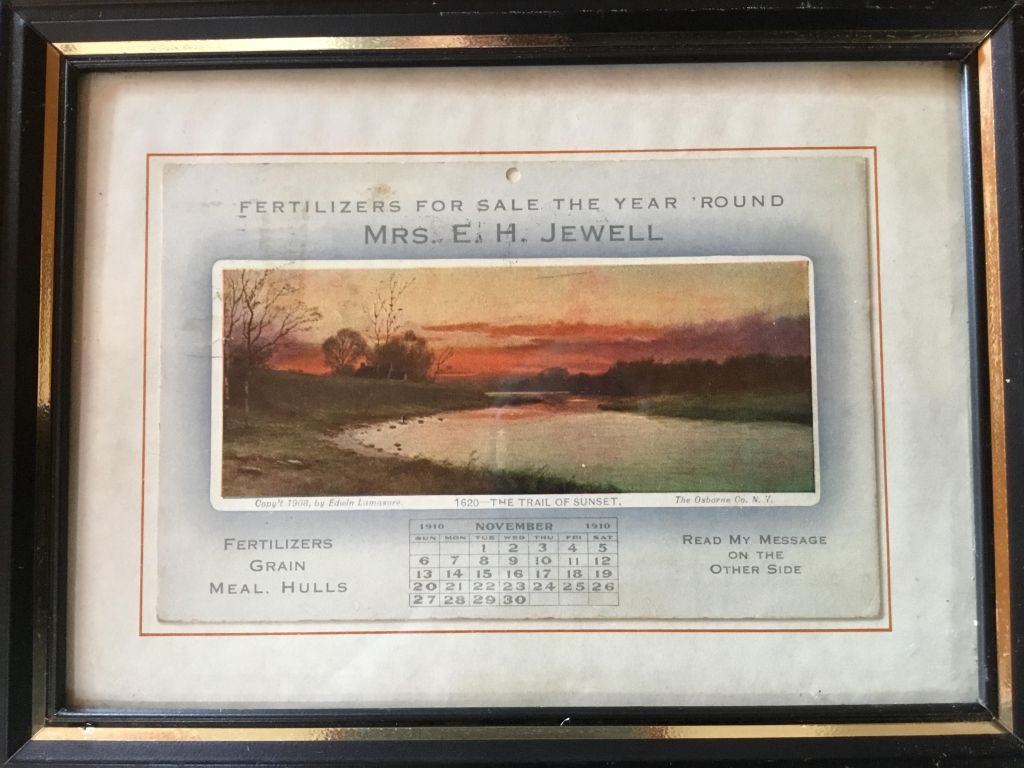 FERTILIZERS FOR SALE THE YEAR 'ROUND
MRS. E. H. JEWELL
Copy't 1908, by Edwin Lamasure.
1620—THE TRAIL OF SUNSET.
The Osborne Co. N. Y.
FERTILIZERS
GRAIN
MEAL. HULLS
1910 NOVEMBER 1910
SUN MON TUE WED THU FRI SAT
1 2 3 4 5
6 7 8 9 10 11 12
13 14 15 16 17 18 19
20 21 22 23 24 25 26
27 28 29 30
READ MY MESSAGE
ON THE
OTHER SIDE